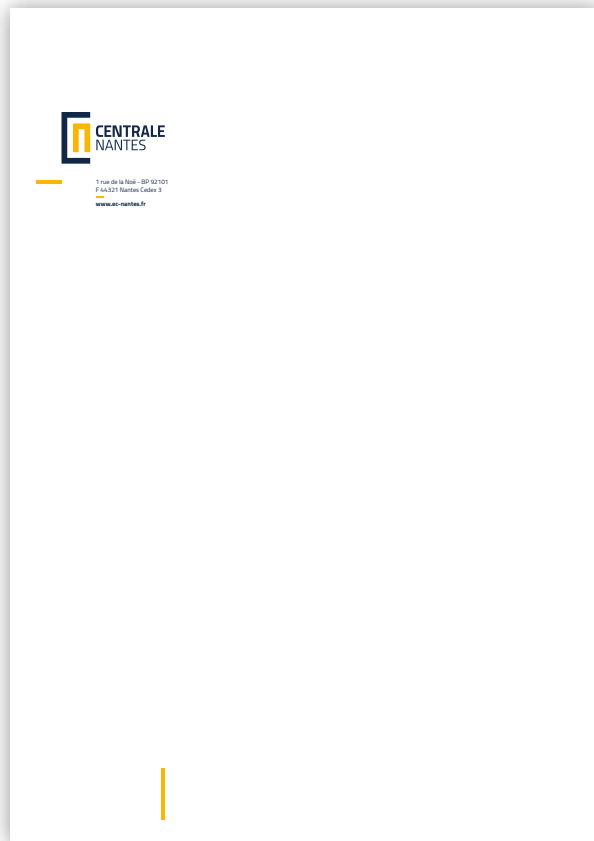 CENTRALE
NANTES
1 rue de la Noë - BP 92101
F 44321 Nantes Cedex 3
www.ec-nantes.fr